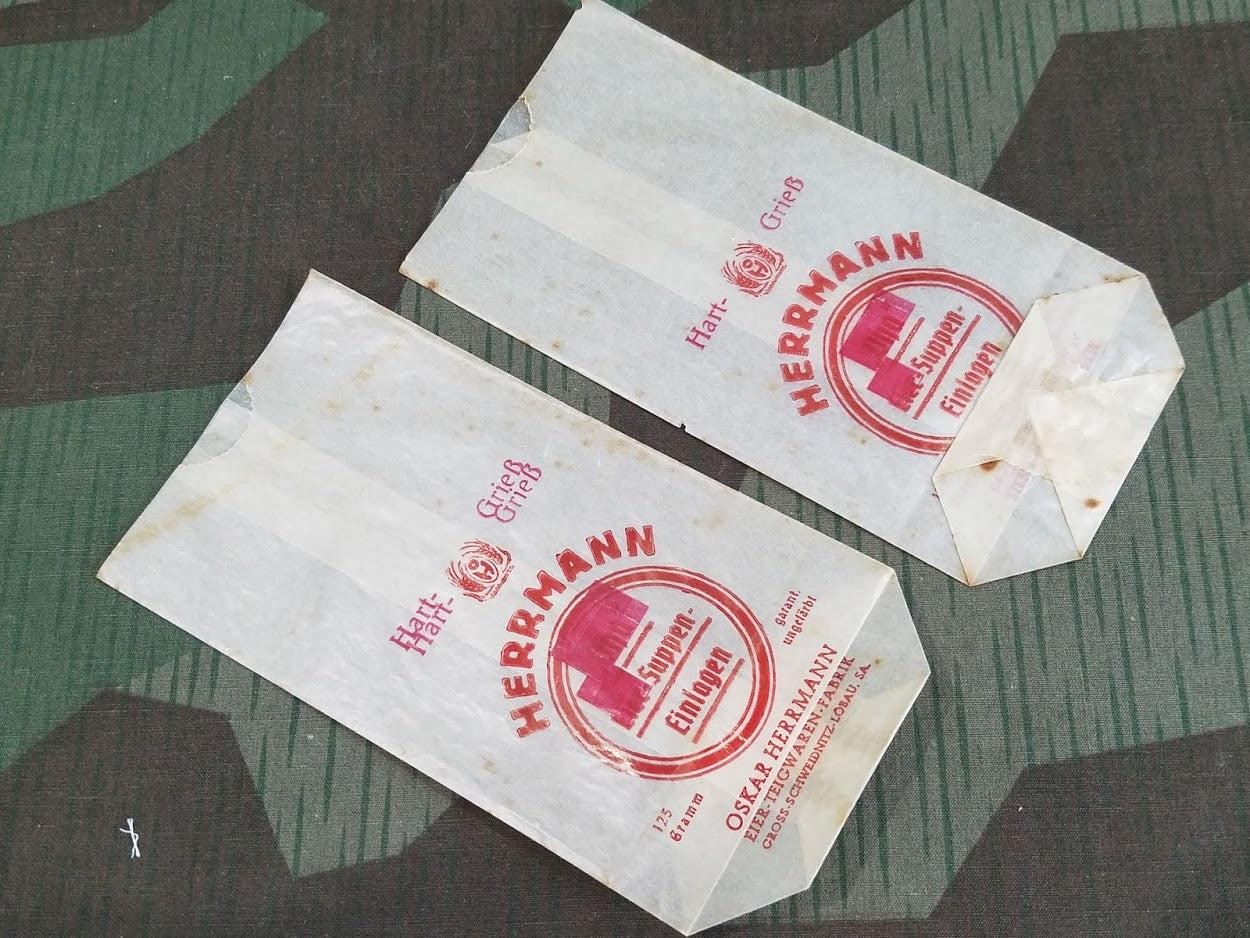 Hart-
Grieß
HERRMANN
Suppen-
Einlagen
Hart-
Hart-
Grieß
Grieß
HERRMANN
Suppen-
Einlagen
garant.
ungefärbt
125
Gramm
OSKAR HERRMANN
EIER-TEIGWAREN-FABRIK
GROSS-SCHWEIDNITZ-LÖBAU, SA.